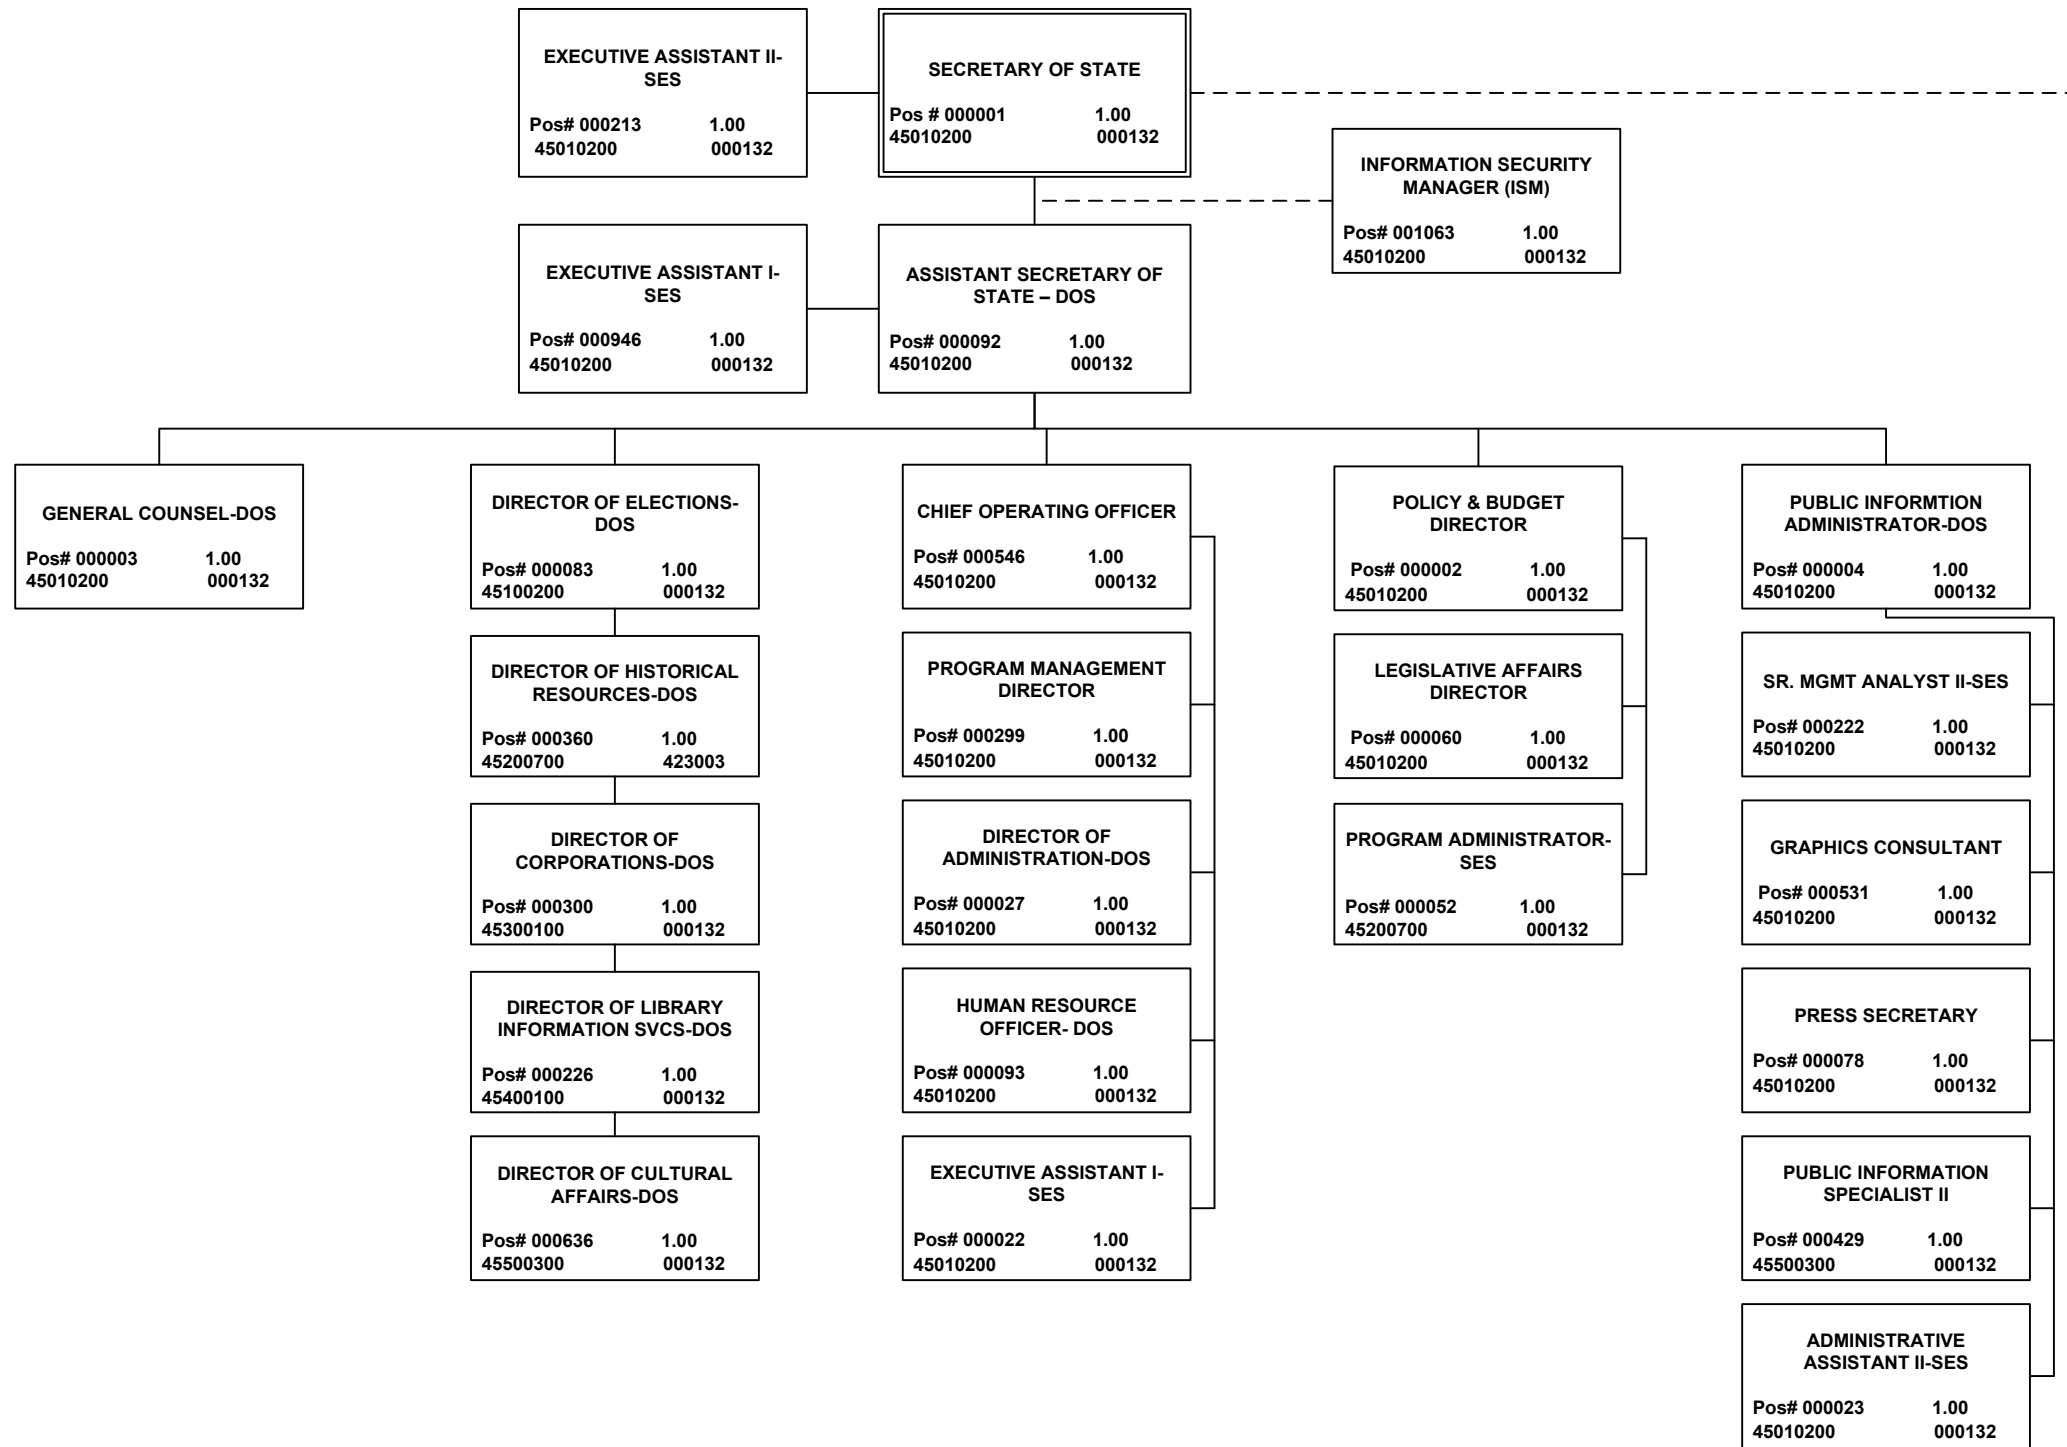 EXECUTIVE ASSISTANT II-
SES
Pos# 000213 1.00
45010200 000132
SECRETARY OF STATE
Pos # 000001 1.00
45010200 000132
INFORMATION SECURITY
MANAGER (ISM)
Pos# 001063 1.00
45010200 000132
EXECUTIVE ASSISTANT I-
SES
Pos# 000946 1.00
45010200 000132
ASSISTANT SECRETARY OF
STATE – DOS
Pos# 000092 1.00
45010200 000132
GENERAL COUNSEL-DOS
Pos# 000003 1.00
45010200 000132
DIRECTOR OF ELECTIONS-
DOS
Pos# 000083 1.00
45100200 000132
DIRECTOR OF HISTORICAL
RESOURCES-DOS
Pos# 000360 1.00
45200700 423003
DIRECTOR OF
CORPORATIONS-DOS
Pos# 000300 1.00
45300100 000132
DIRECTOR OF LIBRARY
INFORMATION SVCS-DOS
Pos# 000226 1.00
45400100 000132
DIRECTOR OF CULTURAL
AFFAIRS-DOS
Pos# 000636 1.00
45500300 000132
CHIEF OPERATING OFFICER
Pos# 000546 1.00
45010200 000132
PROGRAM MANAGEMENT
DIRECTOR
Pos# 000299 1.00
45010200 000132
DIRECTOR OF
ADMINISTRATION-DOS
Pos# 000027 1.00
45010200 000132
HUMAN RESOURCE
OFFICER- DOS
Pos# 000093 1.00
45010200 000132
EXECUTIVE ASSISTANT I-
SES
Pos# 000022 1.00
45010200 000132
POLICY & BUDGET
DIRECTOR
Pos# 000002 1.00
45010200 000132
LEGISLATIVE AFFAIRS
DIRECTOR
Pos# 000060 1.00
45010200 000132
PROGRAM ADMINISTRATOR-
SES
Pos# 000052 1.00
45200700 000132
PUBLIC INFORMTION
ADMINISTRATOR-DOS
Pos# 000004 1.00
45010200 000132
SR. MGMT ANALYST II-SES
Pos# 000222 1.00
45010200 000132
GRAPHICS CONSULTANT
Pos# 000531 1.00
45010200 000132
PRESS SECRETARY
Pos# 000078 1.00
45010200 000132
PUBLIC INFORMATION
SPECIALIST II
Pos# 000429 1.00
45500300 000132
ADMINISTRATIVE
ASSISTANT II-SES
Pos# 000023 1.00
45010200 000132